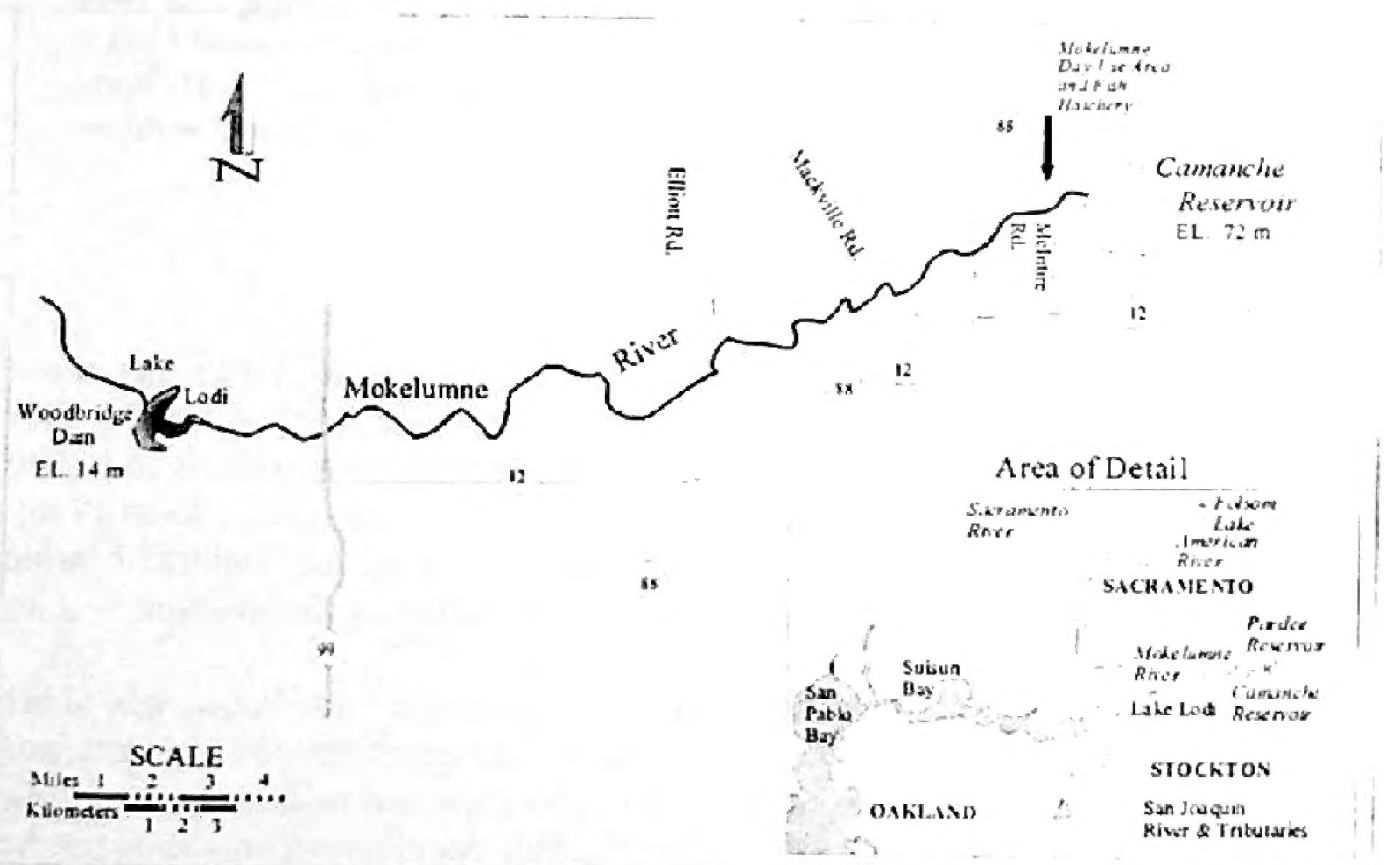 Mokelumne
Day Use Area
and Fish
Hatchery
88
N
Elliott Rd.
Mackville Rd.
McIntire
Rd.
Camanche
Reservoir
EL. 72 m
12
River
Mokelumne
12
88
Lake
Lodi
Woodbridge
Dam
EL. 14 m
12
88
99
Area of Detail
Sacramento
River
Folsom
Lake
American
River
SACRAMENTO
Pardee
Reservoir
Mokelumne
River
Camanche
Reservoir
Lake Lodi
Suisun
Bay
San
Pablo
Bay
STOCKTON
OAKLAND
San Joaquin
River & Tributaries
SCALE
Miles 1 2 3 4
Kilometers
1 2 3